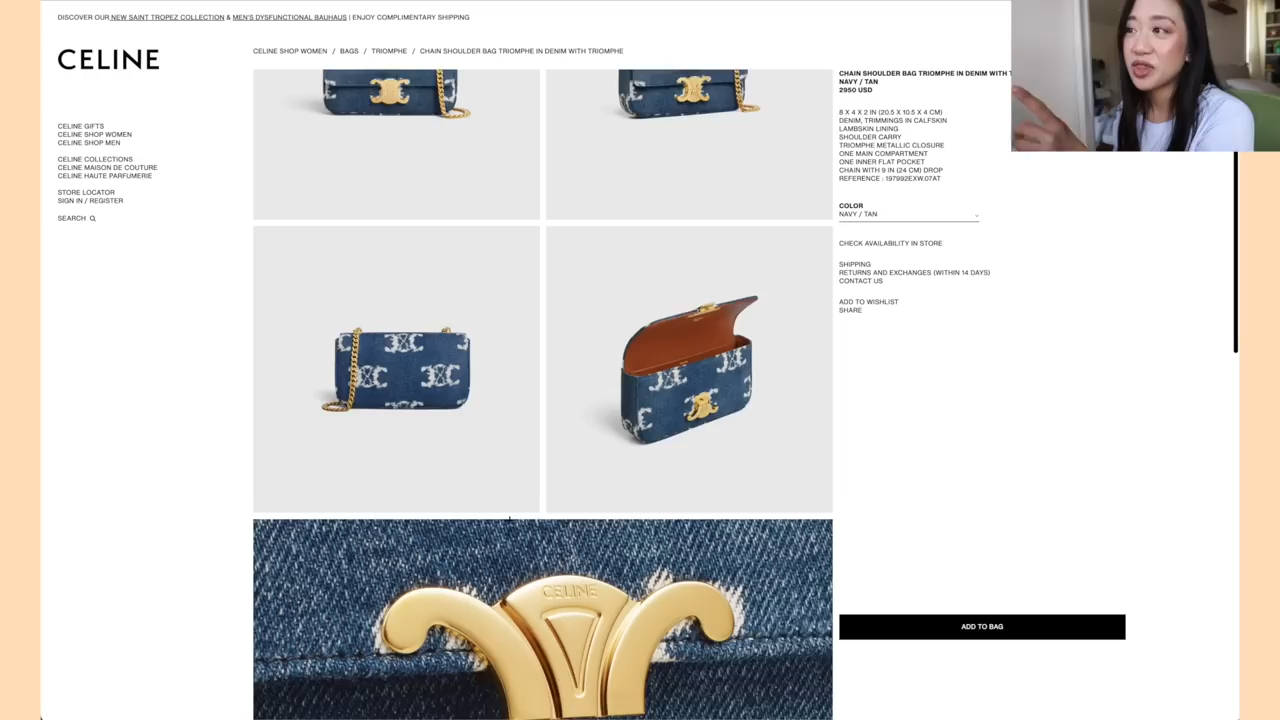 DISCOVER OUR NEW SAINT TROPEZ COLLECTION & MEN'S DYSFUNCTIONAL BAUHAUS | ENJOY COMPLIMENTARY SHIPPING
CELINE
CELINE SHOP WOMEN / BAGS / TRIOMPHE / CHAIN SHOULDER BAG TRIOMPHE IN DENIM WITH TRIOMPHE
CELINE GIFTS
CELINE SHOP WOMEN
CELINE SHOP MEN
CELINE COLLECTIONS
CELINE MAISON DE COUTURE
CELINE HAUTE PARFUMERIE
STORE LOCATOR
SIGN IN / REGISTER
SEARCH
CHAIN SHOULDER BAG TRIOMPHE IN DENIM WITH
NAVY / TAN
2950 USD
8 X 4 X 2 IN (20.5 X 10.5 X 4 CM)
DENIM, TRIMMINGS IN CALFSKIN
LAMBSKIN LINING
SHOULDER CARRY
TRIOMPHE METALLIC CLOSURE
ONE MAIN COMPARTMENT
ONE INNER FLAT POCKET
CHAIN WITH 9 IN (24 CM) DROP
REFERENCE : 197992EXW.07AT
COLOR
NAVY / TAN
CHECK AVAILABILITY IN STORE
SHIPPING
RETURNS AND EXCHANGES (WITHIN 14 DAYS)
CONTACT US
ADD TO WISHLIST
SHARE
CELINE
ADD TO BAG